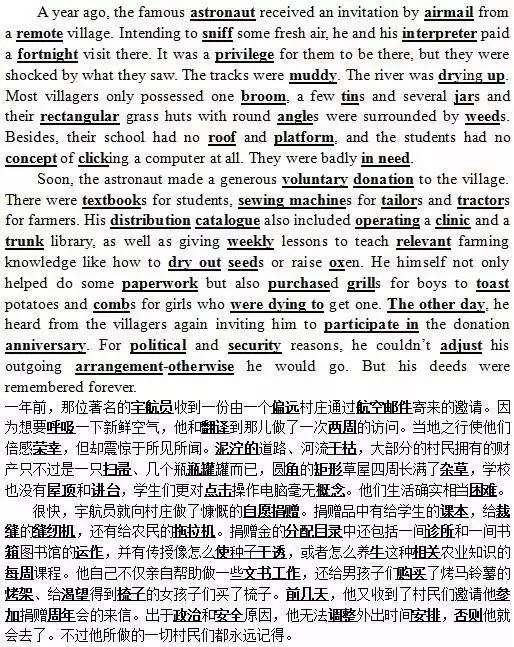 A year ago, the famous astronaut received an invitation by airmail from
a remote village. Intending to sniff some fresh air, he and his interpreter paid
a fortnight visit there. It was a privilege for them to be there, but they were
shocked by what they saw. The tracks were muddy. The river was drying up.
Most villagers only possessed one broom, a few tins and several jars and
their rectangular grass huts with round angles were surrounded by weeds.
Besides, their school had no roof and platform, and the students had no
concept of clicking a computer at all. They were badly in need.
Soon, the astronaut made a generous voluntary donation to the village.
There were textbooks for students, sewing machines for tailors and tractors
for farmers. His distribution catalogue also included operating a clinic and a
trunk library, as well as giving weekly lessons to teach relevant farming
knowledge like how to dry out seeds or raise oxen. He himself not only
helped do some paperwork but also purchased grills for boys to toast
potatoes and combs for girls who were dying to get one. The other day, he
heard from the villagers again inviting him to participate in the donation
anniversary. For political and security reasons, he couldn't adjust his
outgoing arrangement-otherwise he would go. But his deeds were
remembered forever.
一年前，那位著名的宇航员收到一份由一个偏远村庄通过航空邮件寄来的邀请。因
为想要呼吸一下新鲜空气，他和翻译到那儿做了一次两周的访问。当地之行使他们
倍感荣幸，但却震惊于所见所闻。泥泞的道路、河流干枯，大部分的村民拥有的财
产只不过是一只扫帚、几个瓶瓶罐罐而已，圆角的矩形草屋四周长满了杂草，学校
也没有屋顶和讲台，学生们更对点击操作电脑毫无概念。他们生活确实相当困难。
很快，宇航员就向村庄做了慷慨的自愿捐赠。捐赠品中有给学生的课本，给裁
缝的缝纫机，还有给农民的拖拉机。捐赠金的分配目录中还包括一间诊所和一间书
箱图书馆的运作，并有传授像怎么使种子干透，或者怎么养牛这种相关农业知识的
每周课程。他自己不仅亲自帮助做一些文书工作，还给男孩子们购买了烤马铃薯的
烤架、给渴望得到梳子的女孩子们买了梳子。前几天，他又收到了村民们邀请他参
加捐赠周年会的来信。出于政治和安全原因，他无法调整外出时间安排，否则他就
会去了。不过他所做的一切村民们都永远记得。